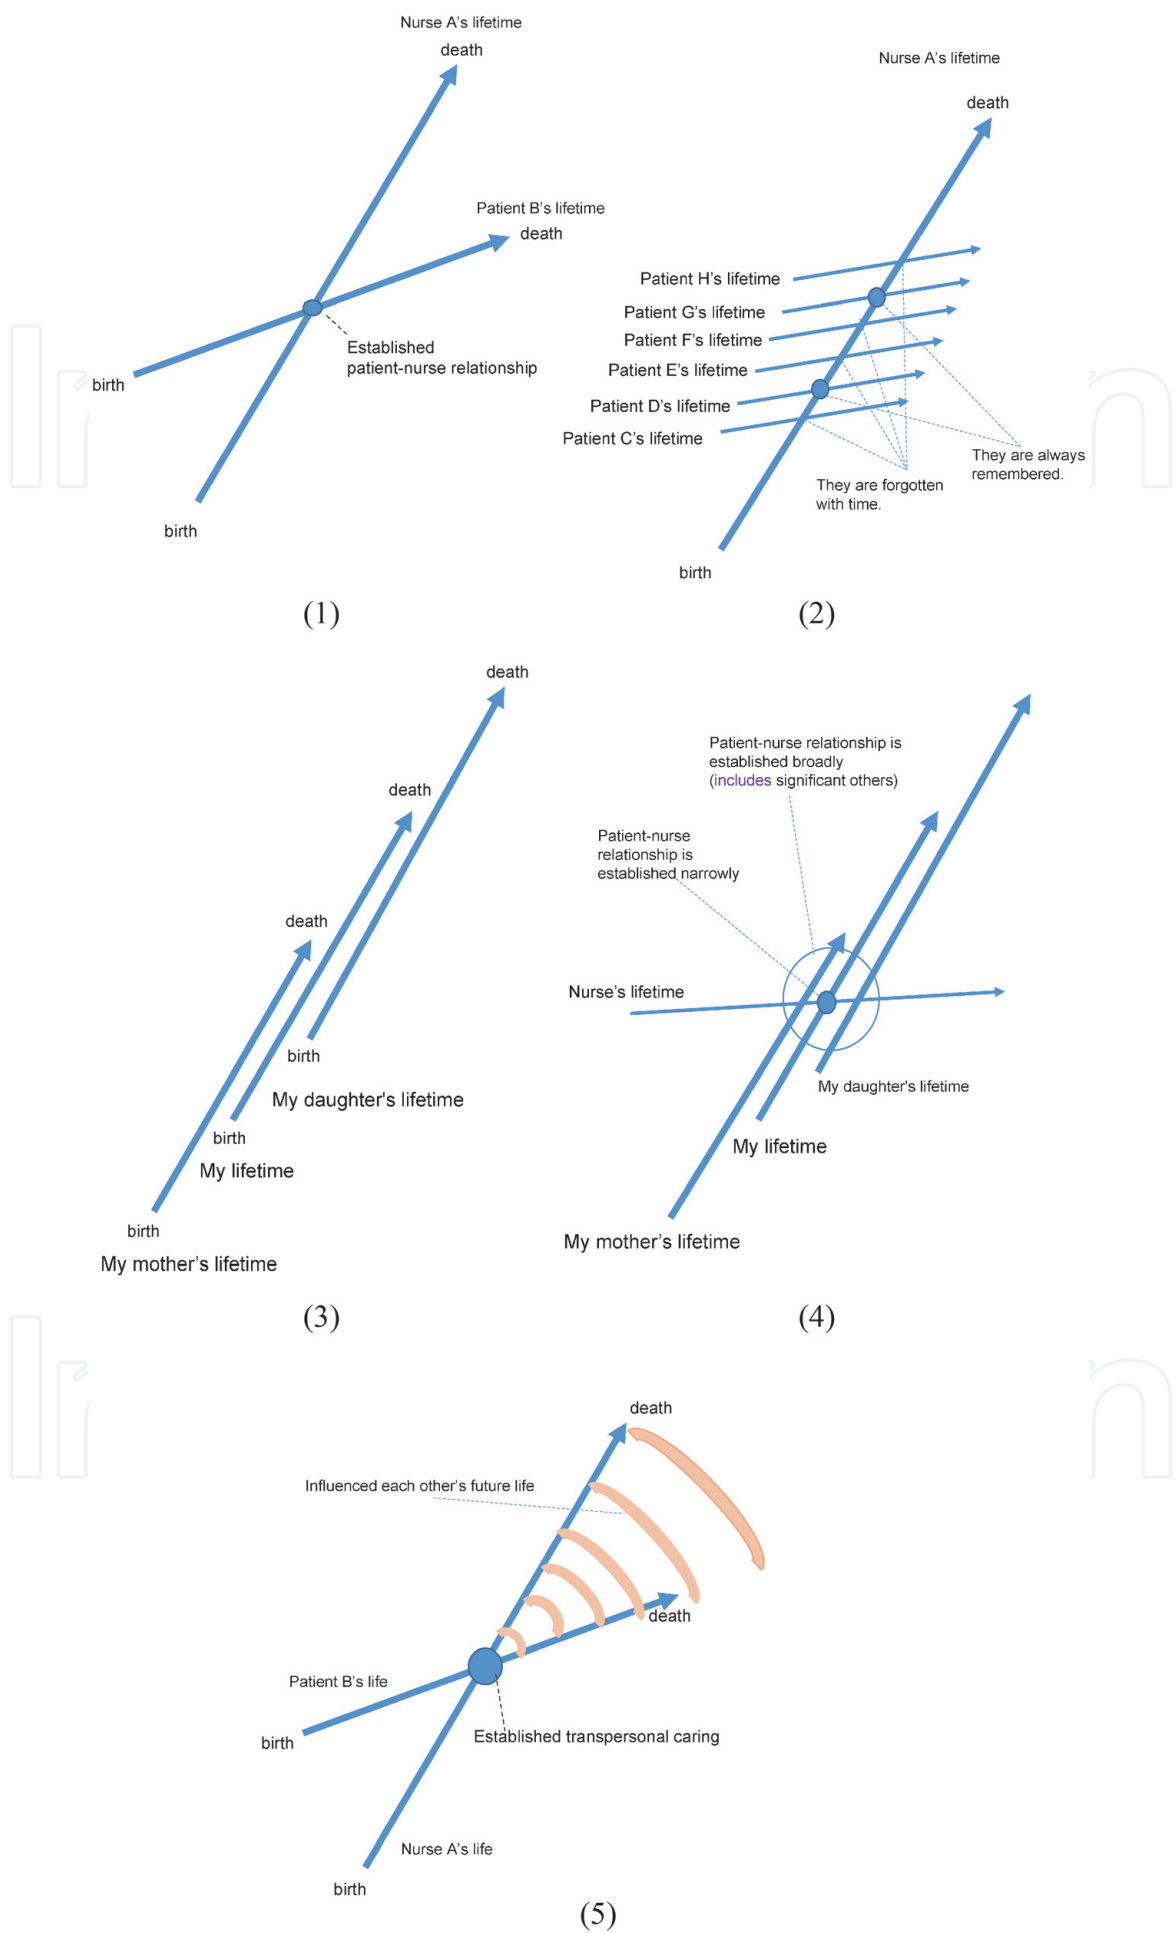 Nurse A's lifetime
death
Patient B's lifetime
death
Established
patient-nurse relationship
birth
birth
(1)
Nurse A's lifetime
death
Patient H's lifetime
Patient G's lifetime
Patient F's lifetime
Patient E's lifetime
Patient D's lifetime
Patient C's lifetime
They are always
remembered.
They are forgotten
with time.
birth
(2)
death
death
death
birth
My daughter's lifetime
birth
My lifetime
birth
My mother's lifetime
(3)
Patient-nurse relationship is
established broadly
(includes significant others)
Patient-nurse
relationship is
established narrowly
Nurse's lifetime
My daughter's lifetime
My lifetime
My mother's lifetime
(4)
death
Influenced each other's future life
death
Patient B's life
birth
Established transpersonal caring
Nurse A's life
birth
(5)